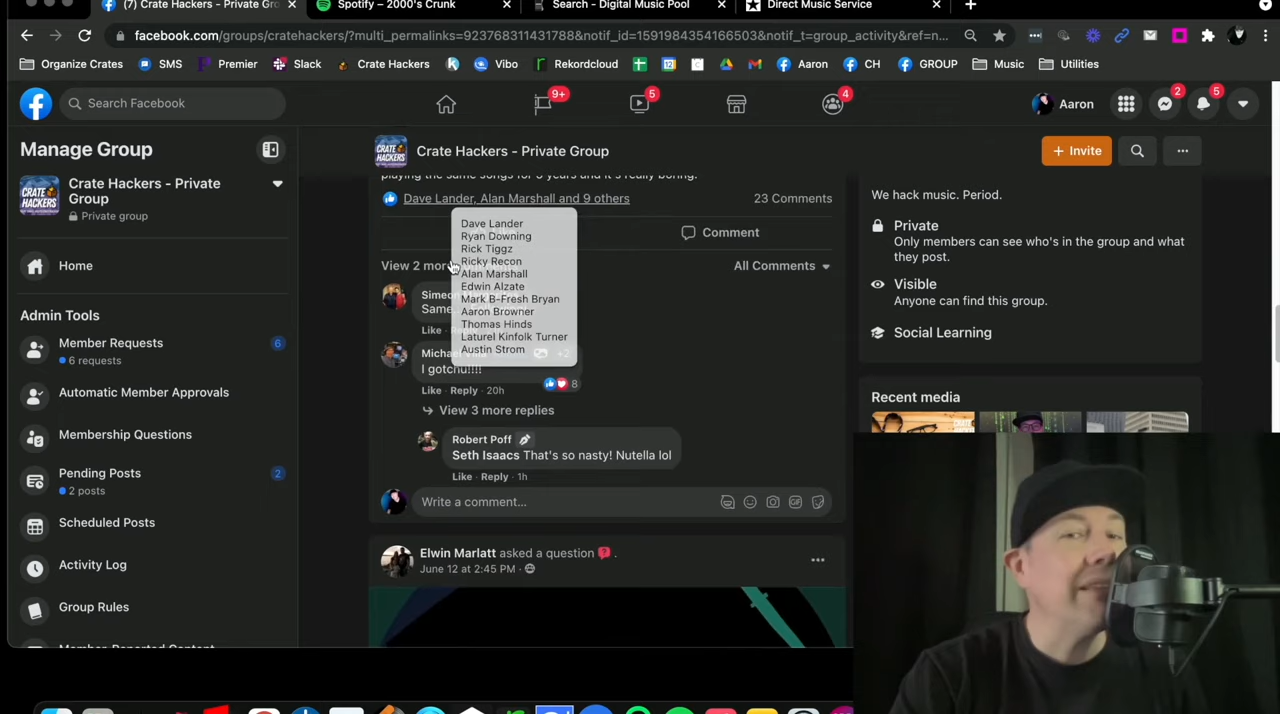 (7) Crate Hackers - Private Gro
Spotify – 2000's Crunk
Search - Digital Music Pool
Direct Music Service
facebook.com/groups/cratehackers/?multi_permalinks=923768311431788&notif_id=1591984354166503&notif_t=group_activity&ref=n...
Organize Crates
SMS
Premier
Slack
Crate Hackers
Vibo
Rekordcloud
Aaron
CH
GROUP
Music
Utilities
Search Facebook
9+
5
4
Aaron
2
5
Manage Group
Crate Hackers - Private
Group
Private group
Home
Admin Tools
Member Requests
6
6 requests
Automatic Member Approvals
Membership Questions
Pending Posts
2
2 posts
Scheduled Posts
Activity Log
Group Rules
Crate Hackers - Private Group
+ Invite
playing the same songs for 5 years and it's really boring.
Dave Lander, Alan Marshall and 9 others
23 Comments
Comment
View 2 more
All Comments
Dave Lander
Ryan Downing
Rick Tiggz
Ricky Recon
Alan Marshall
Edwin Alzate
Mark B-Fresh Bryan
Aaron Browner
Thomas Hinds
Laturel Kinfolk Turner
Austin Strom
Same
Like
+2
I gotchu!!!!
8
Like · Reply · 20h
View 3 more replies
Robert Poff
Seth Isaacs That's so nasty! Nutella lol
Like · Reply · 1h
Write a comment...
GIF
Elwin Marlatt asked a question
June 12 at 2:45 PM
We hack music. Period.
Private
Only members can see who's in the group and what
they post.
Visible
Anyone can find this group.
Social Learning
Recent media